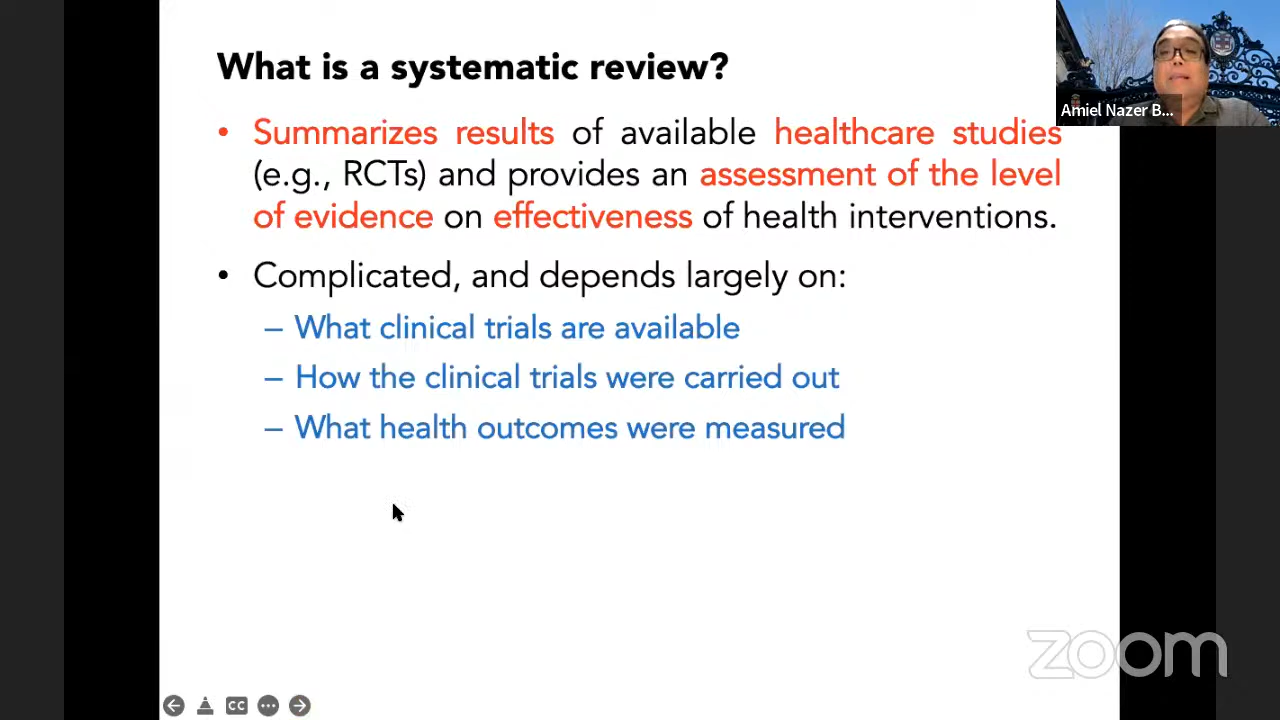 What is a systematic review?
• Summarizes results of available healthcare studies
(e.g., RCTs) and provides an assessment of the level
of evidence on effectiveness of health interventions.
• Complicated, and depends largely on:
– What clinical trials are available
– How the clinical trials were carried out
– What health outcomes were measured
Amiel Nazer B...
zoom
CC